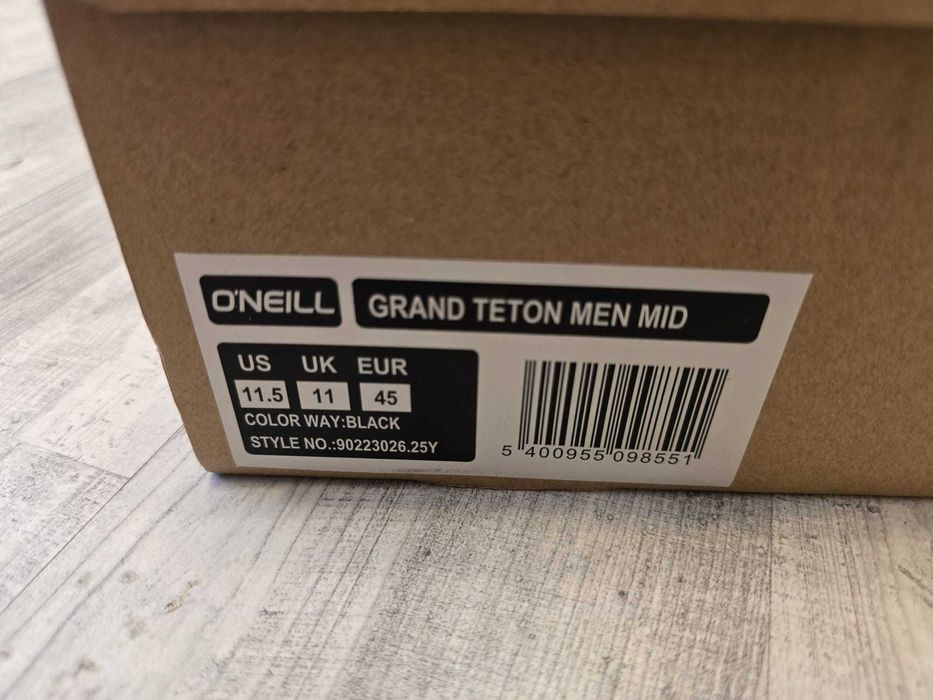 O'NEILL
GRAND TETON MEN MID
US UK EUR
11.5 11 45
COLOR WAY:BLACK
STYLE NO.:90223026.25Y
5 400955 098551